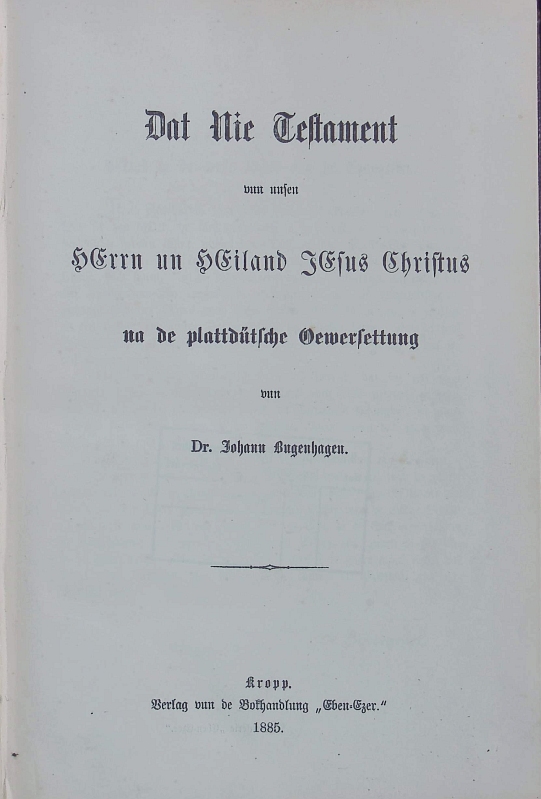 Dat Nie Testament
vun unsen
HErrn un HEiland JEsus Christus
na de plattdütsche Oewersettung
vun
Dr. Johann Bugenhagen.
Kropp.
Verlag vun de Bokhandlung „Eben-Ezer.“
1885.